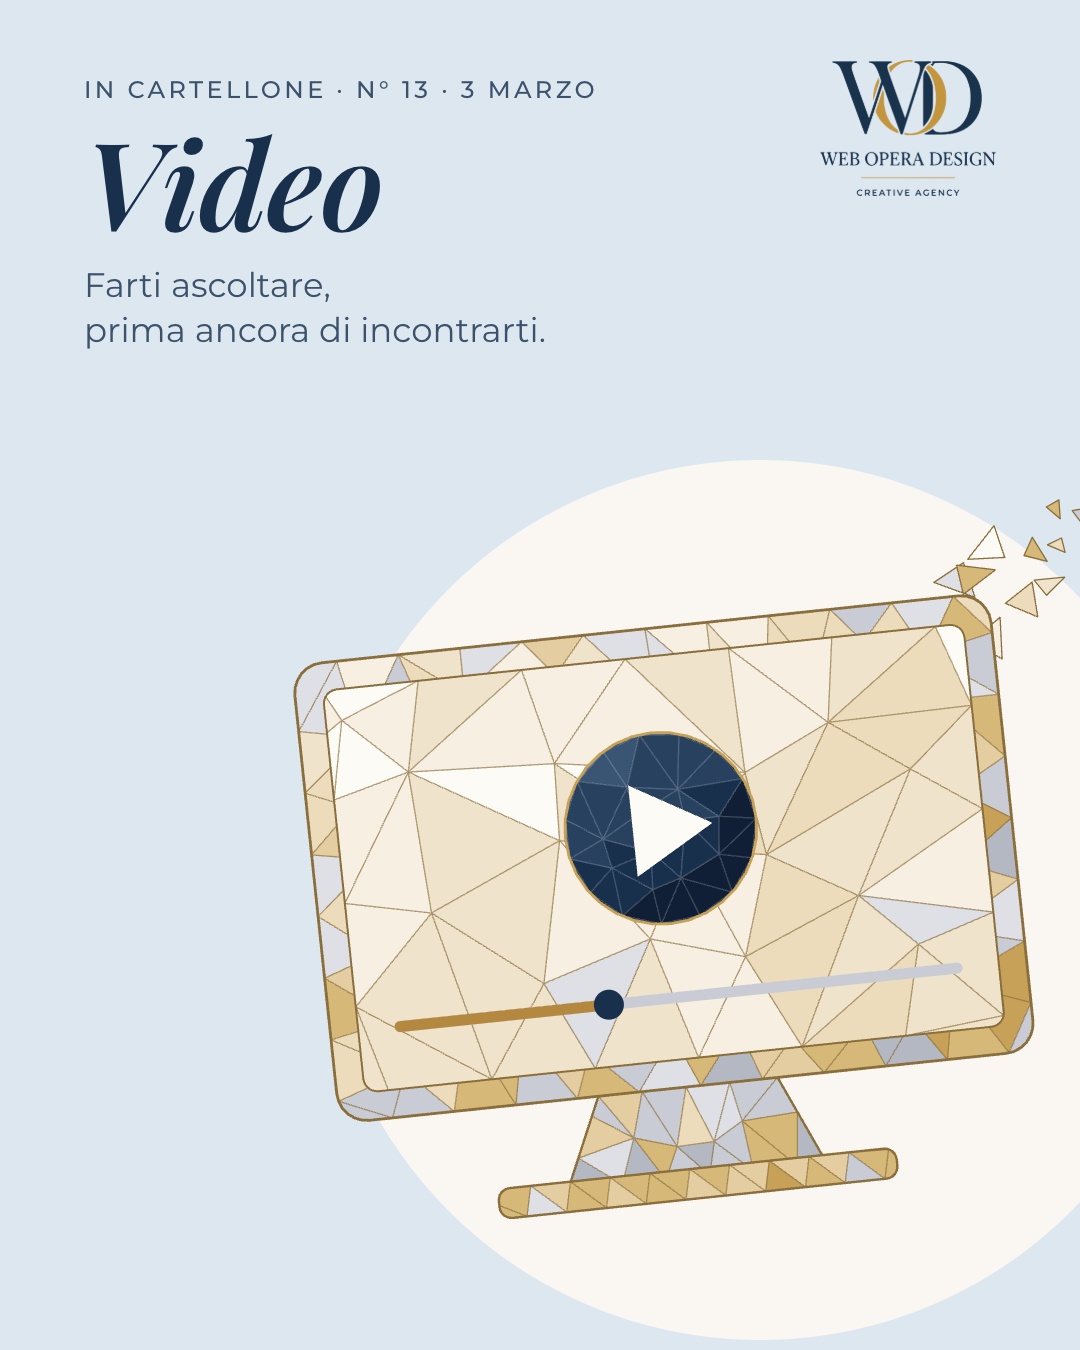 IN CARTELLONE · N° 13 · 3 MARZO
Video
Farti ascoltare,
prima ancora di incontrarti.
WOD
WEB OPERA DESIGN
CREATIVE AGENCY